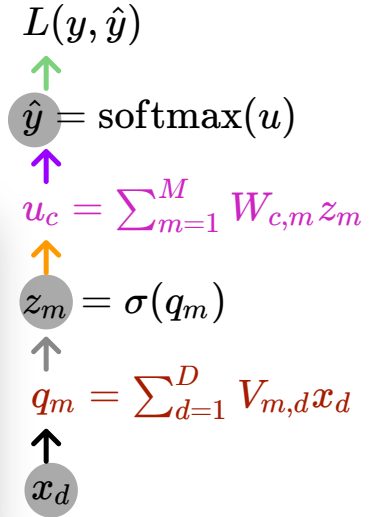 L(y, ŷ)
ŷ = softmax(u)
u_c = ∑_{m=1}^{M} W_{c,m} z_m
z_m = σ(q_m)
q_m = ∑_{d=1}^{D} V_{m,d} x_d
x_d